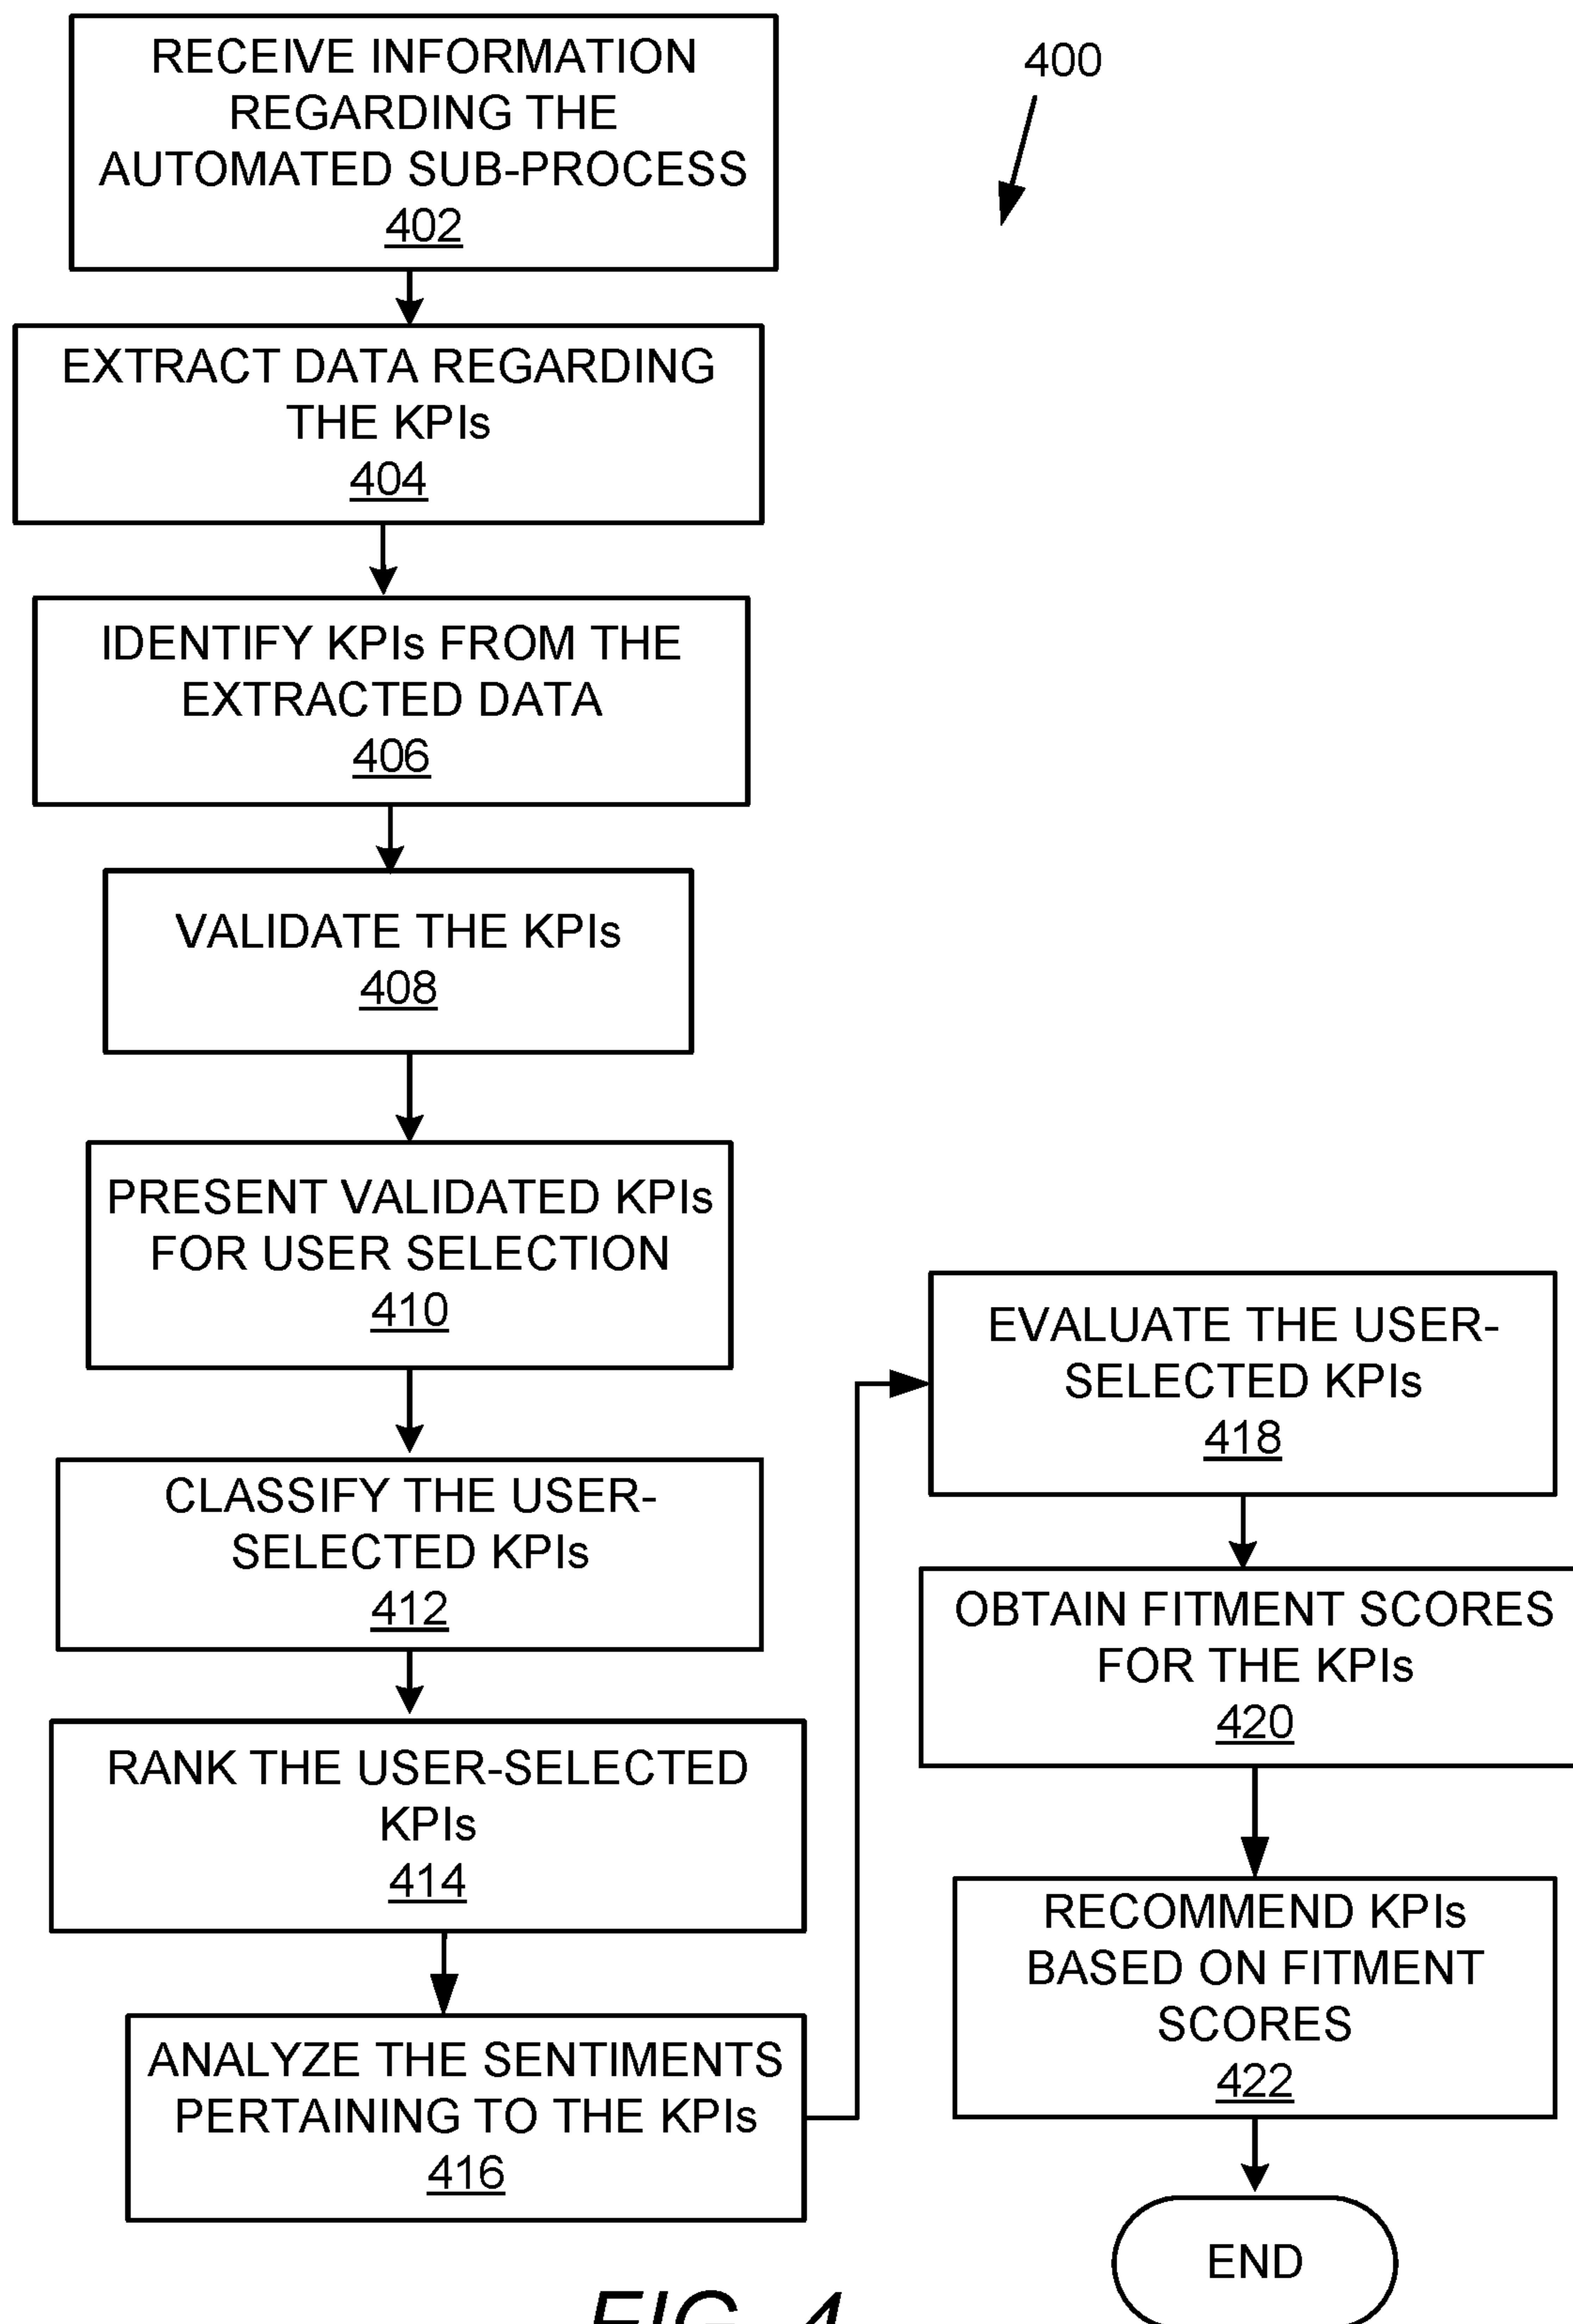 RECEIVE INFORMATION
REGARDING THE
AUTOMATED SUB-PROCESS
402
400
EXTRACT DATA REGARDING
THE KPIs
404
IDENTIFY KPIs FROM THE
EXTRACTED DATA
406
VALIDATE THE KPIs
408
PRESENT VALIDATED KPIs
FOR USER SELECTION
410
CLASSIFY THE USER-
SELECTED KPIs
412
RANK THE USER-SELECTED
KPIs
414
ANALYZE THE SENTIMENTS
PERTAINING TO THE KPIs
416
EVALUATE THE USER-
SELECTED KPIs
418
OBTAIN FITMENT SCORES
FOR THE KPIs
420
RECOMMEND KPIs
BASED ON FITMENT
SCORES
422
END
FIG. 4